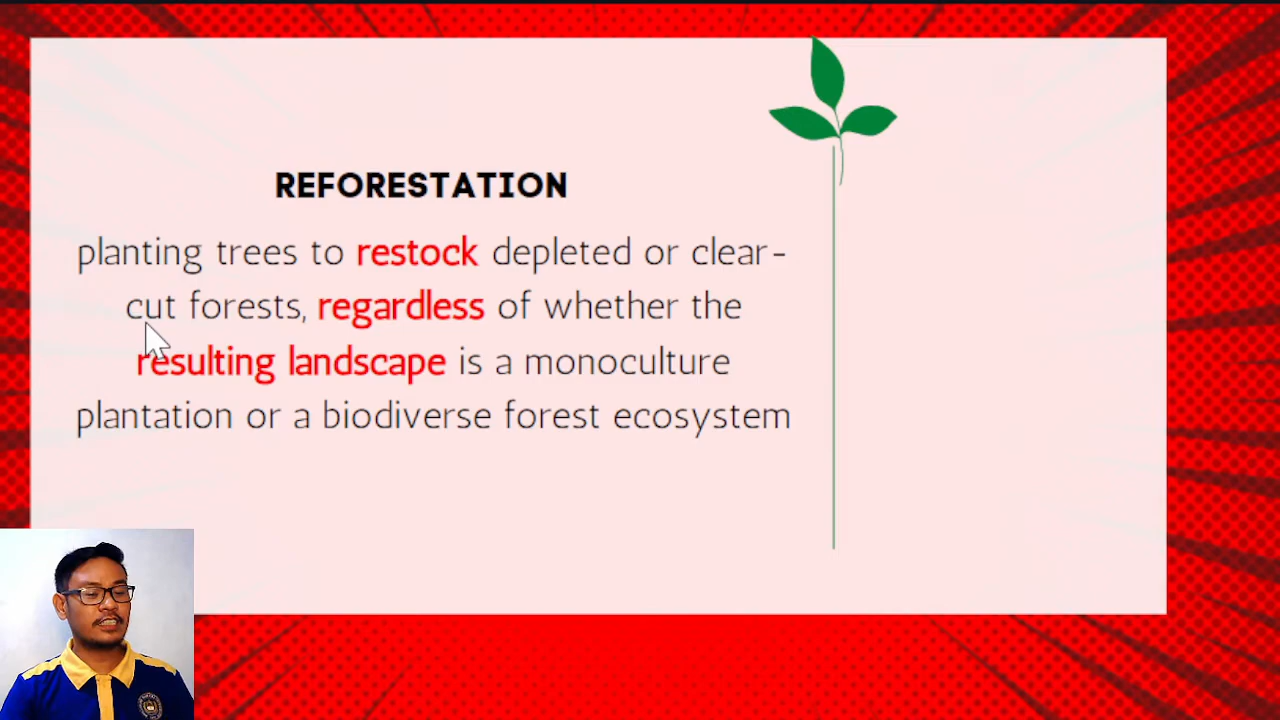 REFORESTATION
planting trees to restock depleted or clear-
cut forests, regardless of whether the
resulting landscape is a monoculture
plantation or a biodiverse forest ecosystem